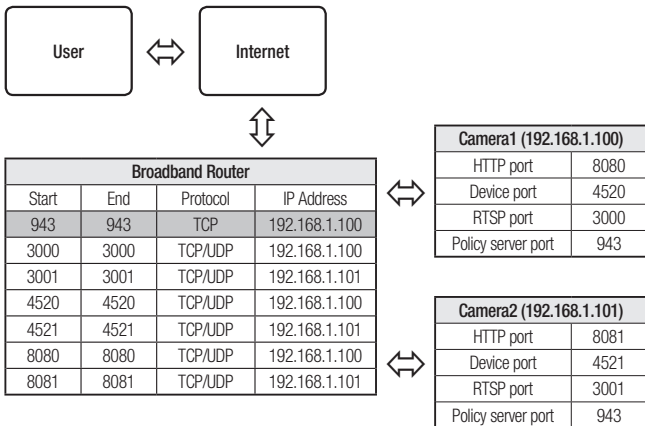 User
Internet
Broadband Router
Start End Protocol IP Address
943 943 TCP 192.168.1.100
3000 3000 TCP/UDP 192.168.1.100
3001 3001 TCP/UDP 192.168.1.101
4520 4520 TCP/UDP 192.168.1.100
4521 4521 TCP/UDP 192.168.1.101
8080 8080 TCP/UDP 192.168.1.100
8081 8081 TCP/UDP 192.168.1.101
Camera1 (192.168.1.100)
HTTP port 8080
Device port 4520
RTSP port 3000
Policy server port 943
Camera2 (192.168.1.101)
HTTP port 8081
Device port 4521
RTSP port 3001
Policy server port 943